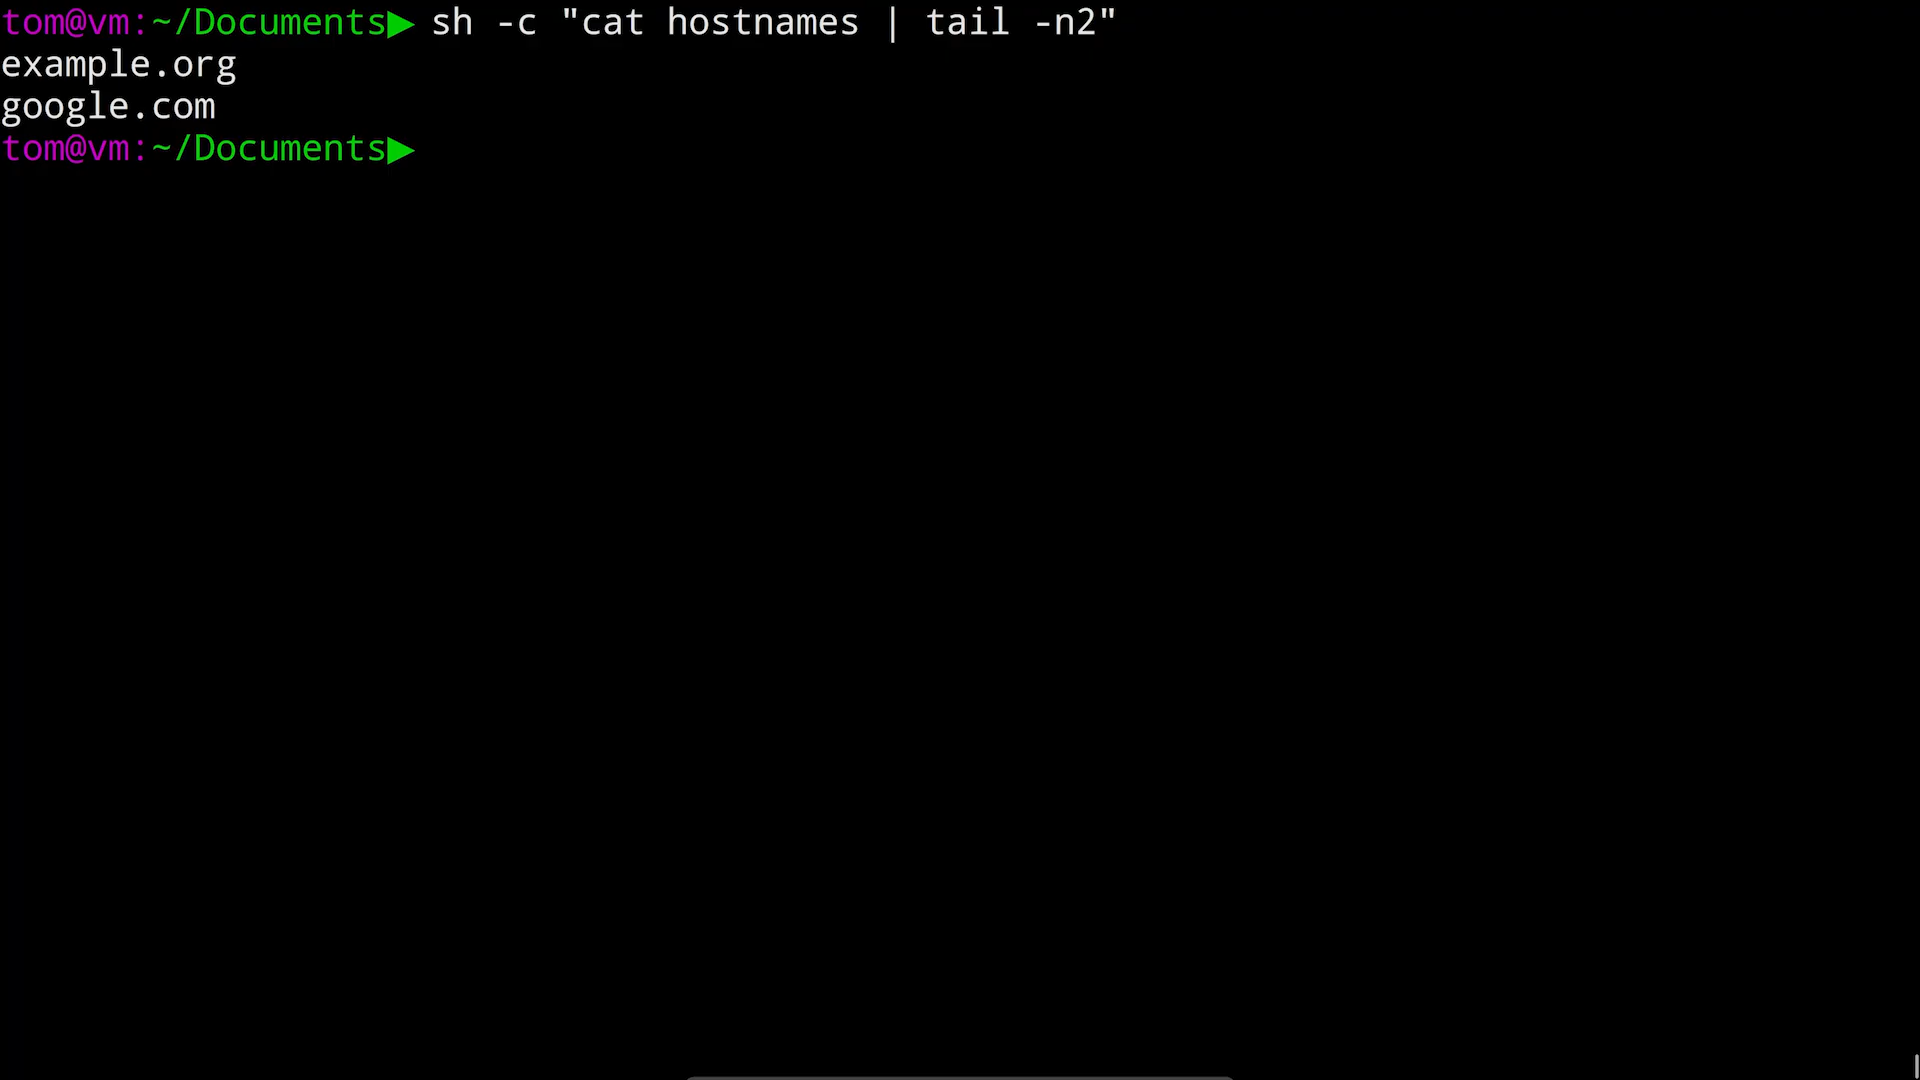 tom@vm:~/Documents▶ sh -c "cat hostnames | tail -n2"
example.org
google.com
tom@vm:~/Documents▶